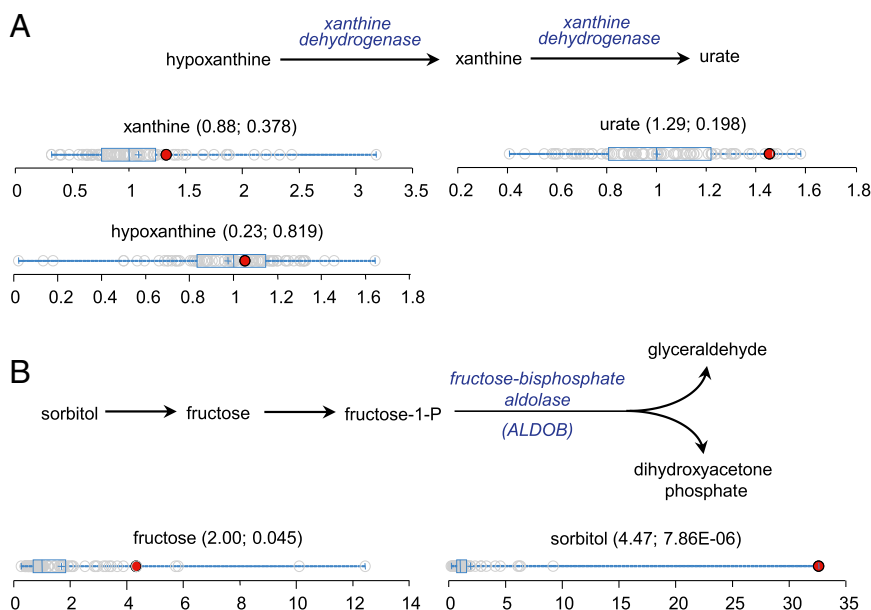 A
xanthine
dehydrogenase
xanthine
dehydrogenase
hypoxanthine
xanthine
urate
xanthine (0.88; 0.378)
0 0.5 1 1.5 2 2.5 3 3.5
urate (1.29; 0.198)
0.2 0.4 0.6 0.8 1 1.2 1.4 1.6 1.8
hypoxanthine (0.23; 0.819)
0 0.2 0.4 0.6 0.8 1 1.2 1.4 1.6 1.8
B
sorbitol
fructose
fructose-1-P
fructose-bisphosphate
aldolase
(ALDOB)
glyceraldehyde
dihydroxyacetone
phosphate
fructose (2.00; 0.045)
0 2 4 6 8 10 12 14
sorbitol (4.47; 7.86E-06)
0 5 10 15 20 25 30 35